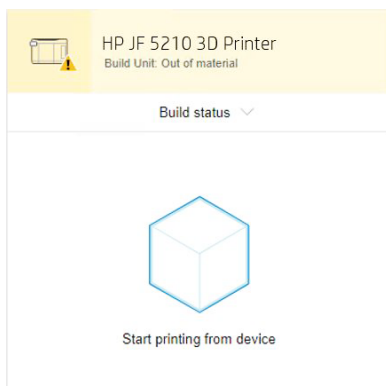 HP JF 5210 3D Printer
Build Unit: Out of material
Build status
Start printing from device